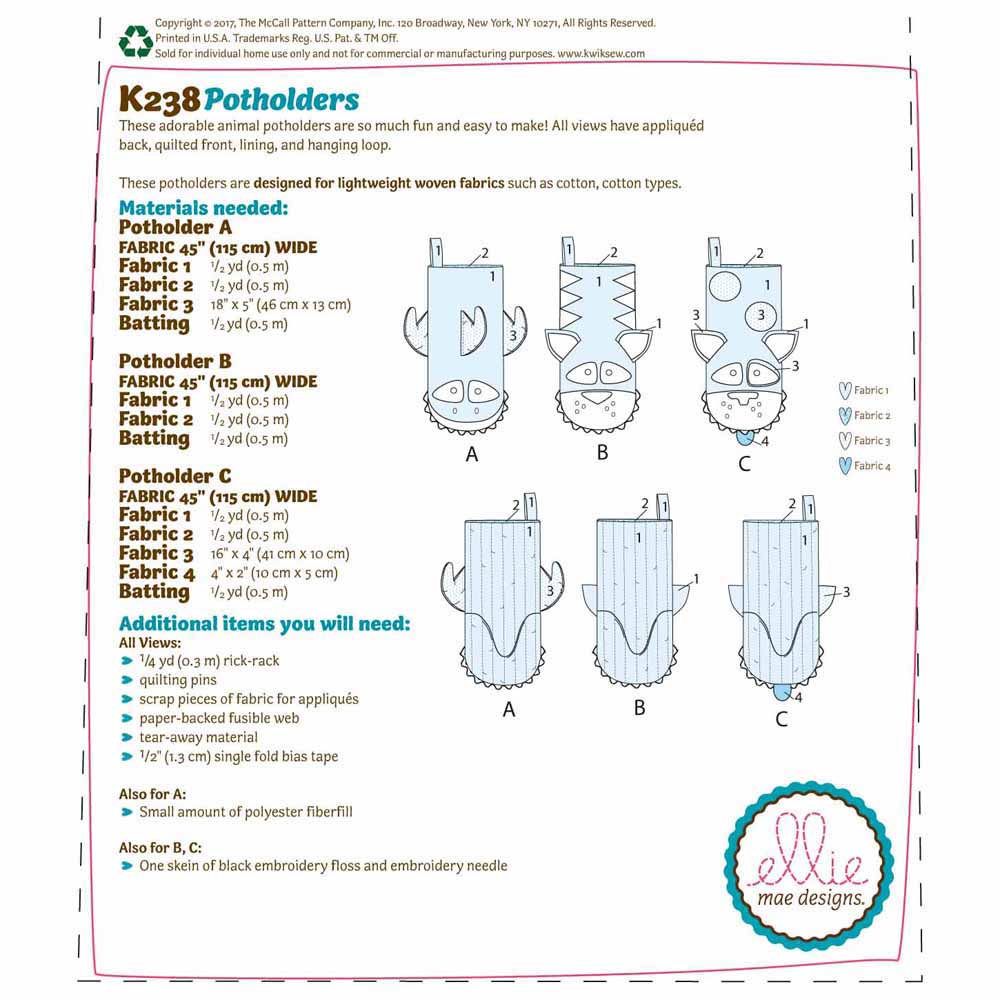 Copyright © 2017, The McCall Pattern Company, Inc. 120 Broadway, New York, NY 10271, All Rights Reserved.
Printed in U.S.A. Trademarks Reg. U.S. Pat. & TM Off.
Sold for individual home use only and not for commercial or manufacturing purposes. www.kwiksew.com
K238 Potholders
These adorable animal potholders are so much fun and easy to make! All views have appliquéd
back, quilted front, lining, and hanging loop.
These potholders are designed for lightweight woven fabrics such as cotton, cotton types.
Materials needed:
Potholder A
FABRIC 45" (115 cm) WIDE
Fabric 1 1/2 yd (0.5 m)
Fabric 2 1/2 yd (0.5 m)
Fabric 3 18" x 5" (46 cm x 13 cm)
Batting 1/2 yd (0.5 m)
Potholder B
FABRIC 45" (115 cm) WIDE
Fabric 1 1/2 yd (0.5 m)
Fabric 2 1/2 yd (0.5 m)
Batting 1/2 yd (0.5 m)
Potholder C
FABRIC 45" (115 cm) WIDE
Fabric 1 1/2 yd (0.5 m)
Fabric 2 1/2 yd (0.5 m)
Fabric 3 16" x 4" (41 cm x 10 cm)
Fabric 4 4" x 2" (10 cm x 5 cm)
Batting 1/2 yd (0.5 m)
Additional items you will need:
All Views:
1/4 yd (0.3 m) rick-rack
quilting pins
scrap pieces of fabric for appliqués
paper-backed fusible web
tear-away material
1/2" (1.3 cm) single fold bias tape
Also for A:
Small amount of polyester fiberfill
Also for B, C:
One skein of black embroidery floss and embroidery needle
1 2 1 2 1 2
1 1 1
3 3 1 3 1
3
4
A B C
Fabric 1
Fabric 2
Fabric 3
Fabric 4
2 1 2 1 2 1
1 1 1
3 1 3
4
A B C
ellie
mae designs.